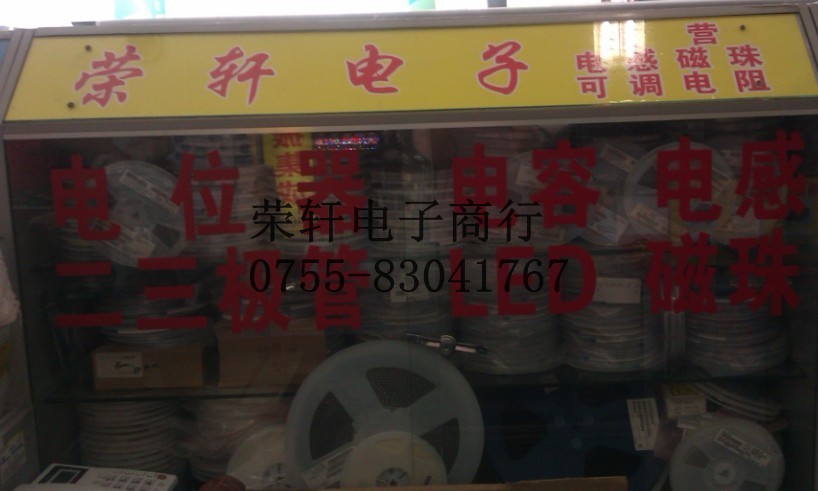 荣轩电子
营
电感磁珠
可调电阻
电位器 电容 电感
二三极管 LED 磁珠
荣轩电子商行
0755-83041767